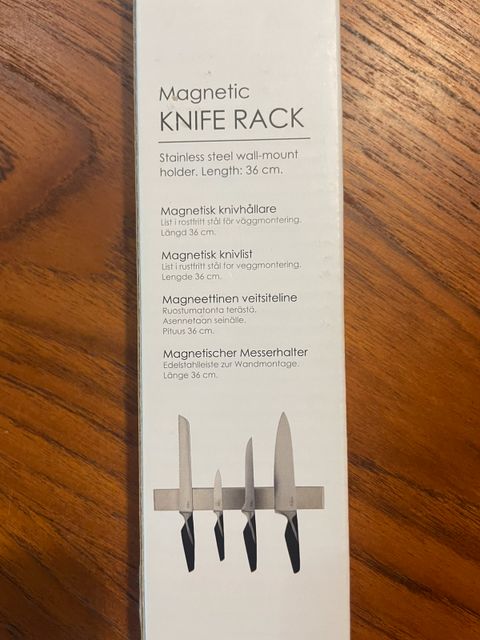 Magnetic
KNIFE RACK
Stainless steel wall-mount
holder. Length: 36 cm.
Magnetisk knivhållare
List i rostfritt stål för väggmontering.
Längd 36 cm.
Magnetisk knivlist
List i rustfritt stål for veggmontering.
Lengde 36 cm.
Magneettinen veitsiteline
Ruostumatonta terästä.
Asennetaan seinälle.
Pituus 36 cm.
Magnetischer Messerhalter
Edelstahlleiste zur Wandmontage.
Länge 36 cm.